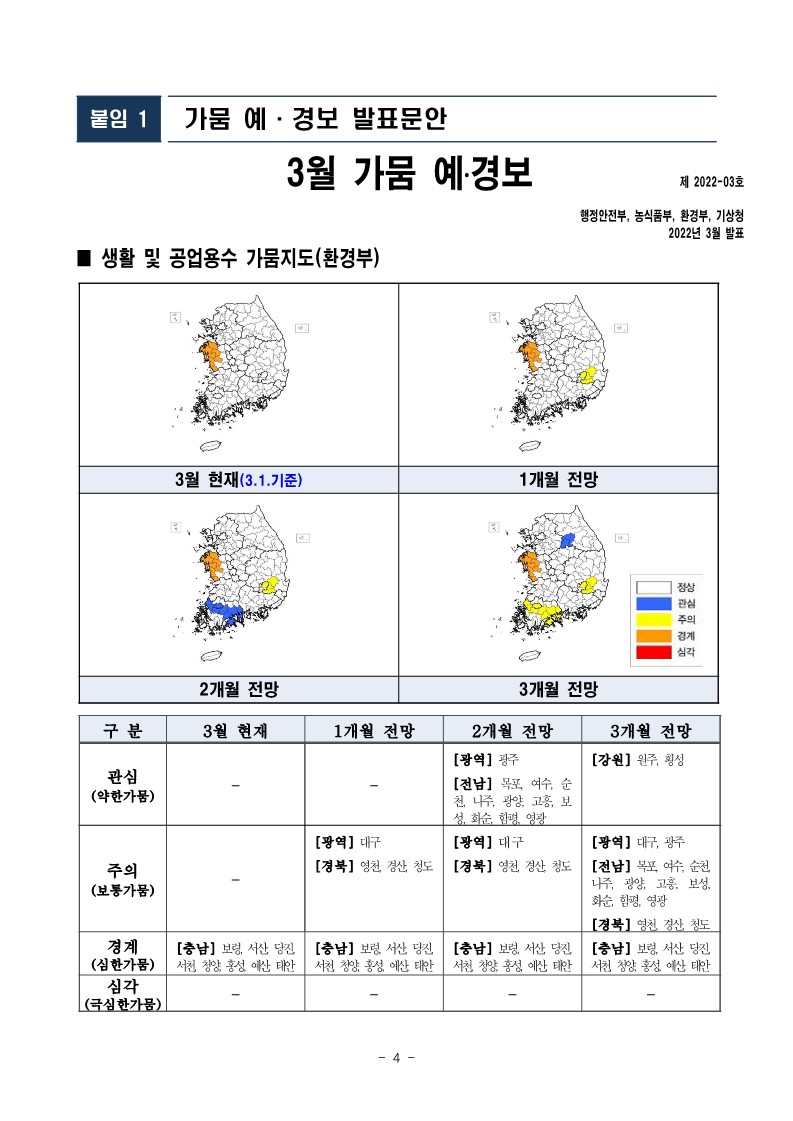 붙임 1
가뭄 예 · 경보 발표문안
3월 가뭄 예·경보
제 2022-03호
행정안전부, 농식품부, 환경부, 기상청
2022년 3월 발표
■ 생활 및 공업용수 가뭄지도(환경부)
3월 현재(3.1.기준)
1개월 전망
정상
관심
주의
경계
심각
2개월 전망
3개월 전망
구 분
3월 현재
1개월 전망
2개월 전망
3개월 전망
관심
(약한가뭄)
–
–
[광역] 광주
[전남] 목포, 여수, 순
천, 나주, 광양, 고흥, 보
성, 화순, 함평, 영광
[강원] 원주, 횡성
주의
(보통가뭄)
–
[광역] 대구
[경북] 영천, 경산, 청도
[광역] 대구
[경북] 영천, 경산, 청도
[광역] 대구, 광주
[전남] 목포, 여수, 순천,
나주, 광양, 고흥, 보성,
화순, 함평, 영광
[경북] 영천, 경산, 청도
경계
(심한가뭄)
[충남] 보령, 서산, 당진,
서천, 청양, 홍성, 예산, 태안
[충남] 보령, 서산, 당진,
서천, 청양, 홍성, 예산, 태안
[충남] 보령, 서산, 당진,
서천, 청양, 홍성, 예산, 태안
[충남] 보령, 서산, 당진,
서천, 청양, 홍성, 예산, 태안
심각
(극심한가뭄)
–
–
–
–
- 4 -